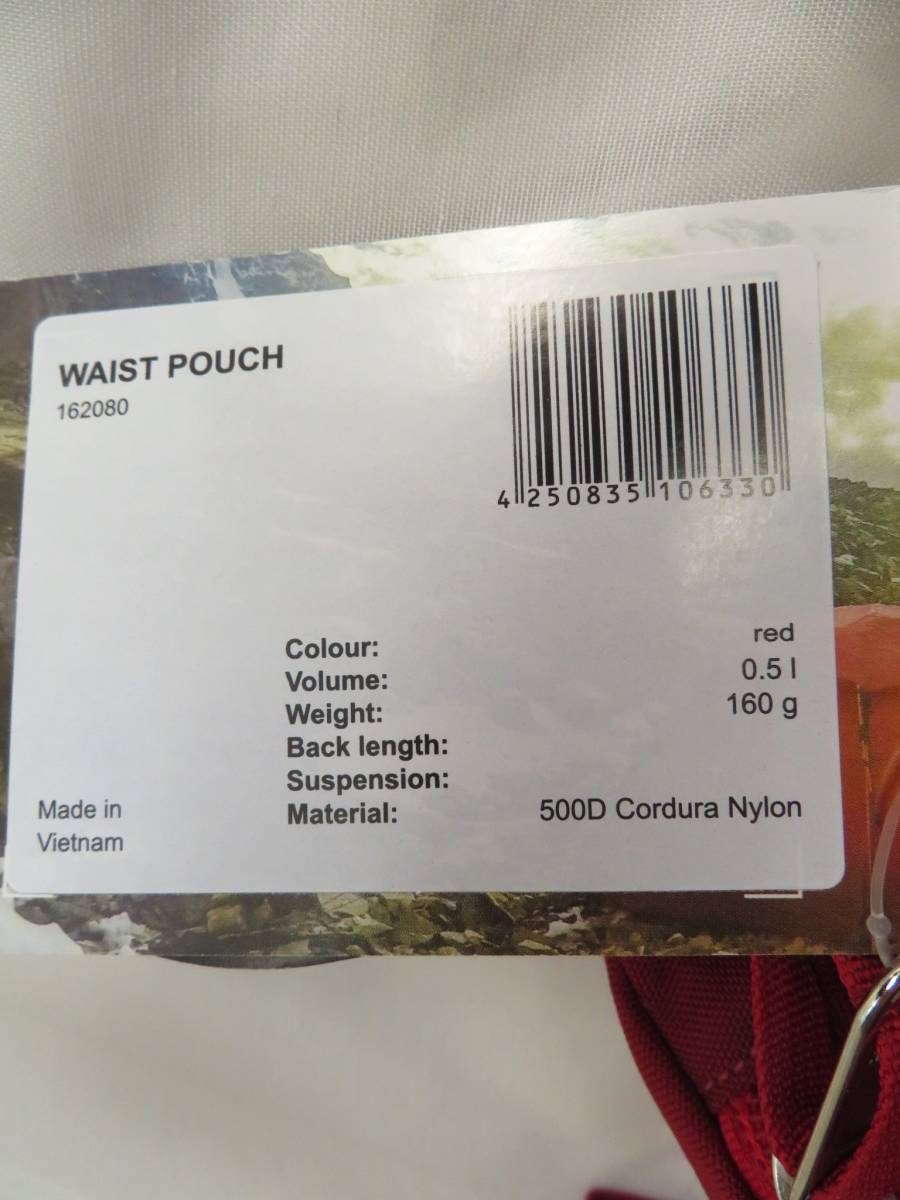 WAIST POUCH
162080
4 250835 106330
Colour: red
Volume: 0.5 l
Weight: 160 g
Back length:
Suspension:
Material: 500D Cordura Nylon
Made in
Vietnam